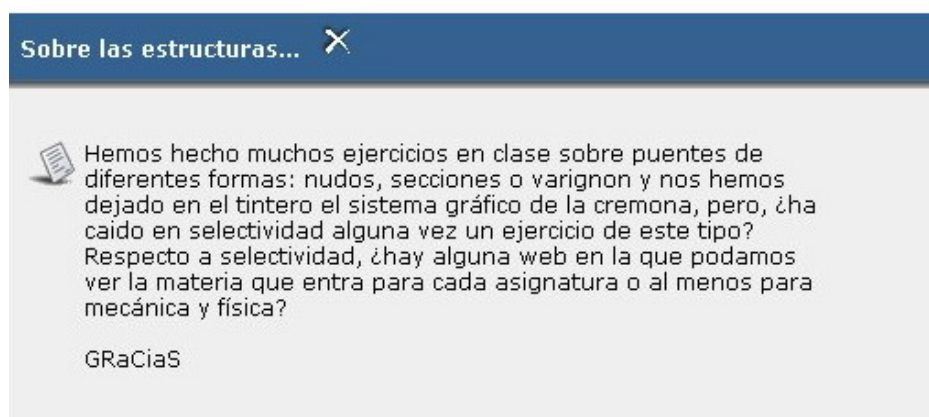 Sobre las estructuras...
Hemos hecho muchos ejercicios en clase sobre puentes de
diferentes formas: nudos, secciones o varignon y nos hemos
dejado en el tintero el sistema gráfico de la cremona, pero, ¿ha
caido en selectividad alguna vez un ejercicio de este tipo?
Respecto a selectividad, ¿hay alguna web en la que podamos
ver la materia que entra para cada asignatura o al menos para
mecánica y física?
GRaCiaS